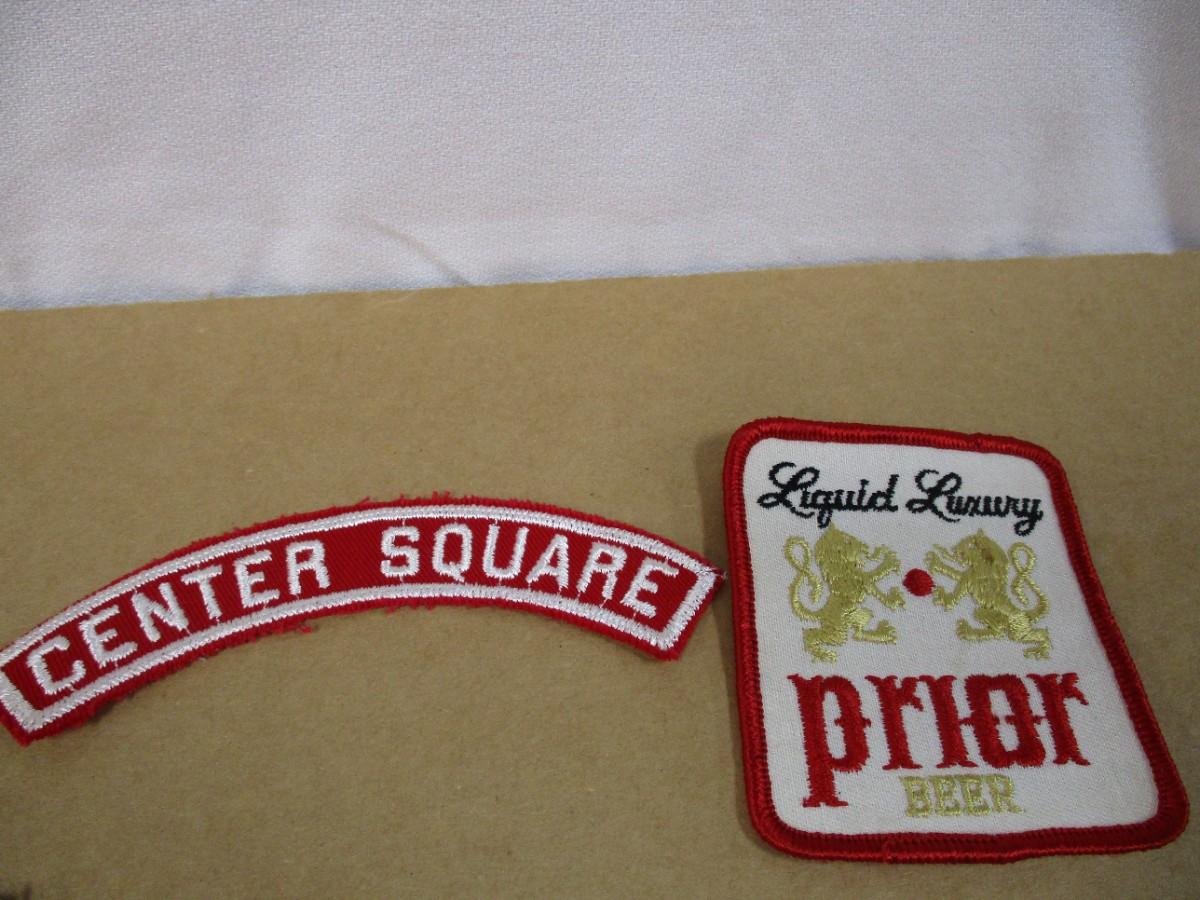 CENTER SQUARE
Liquid Luxury
prior
BEER